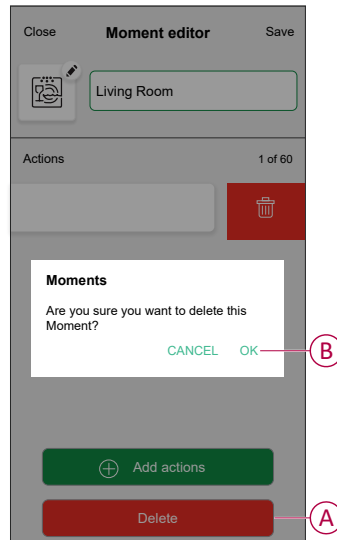 Close Moment editor Save
Living Room
Actions 1 of 60
Moments
Are you sure you want to delete this
Moment?
CANCEL OK
B
Add actions
Delete
A